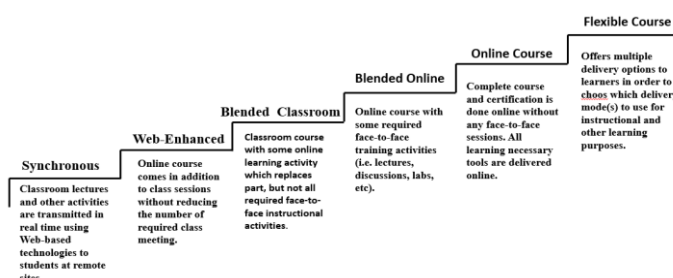 Synchronous
Classroom lectures
and other activities
are transmitted in
real time using
Web-based
technologies to
students at remote
sites
Web-Enhanced
Online course
comes in addition
to class sessions
without reducing
the number of
required class
meeting.
Blended Classroom
Classroom course
with some online
learning activity
which replaces
part, but not all
required face-to-
face instructional
activities.
Blended Online
Online course with
some required
face-to-face
training activities
(i.e. lectures,
discussions, labs,
etc).
Online Course
Complete course
and certification is
done online without
any face-to-face
sessions. All
learning necessary
tools are delivered
online.
Flexible Course
Offers multiple
delivery options to
learners in order to
choos which deliver
mode(s) to use for
instructional and
other learning
purposes.